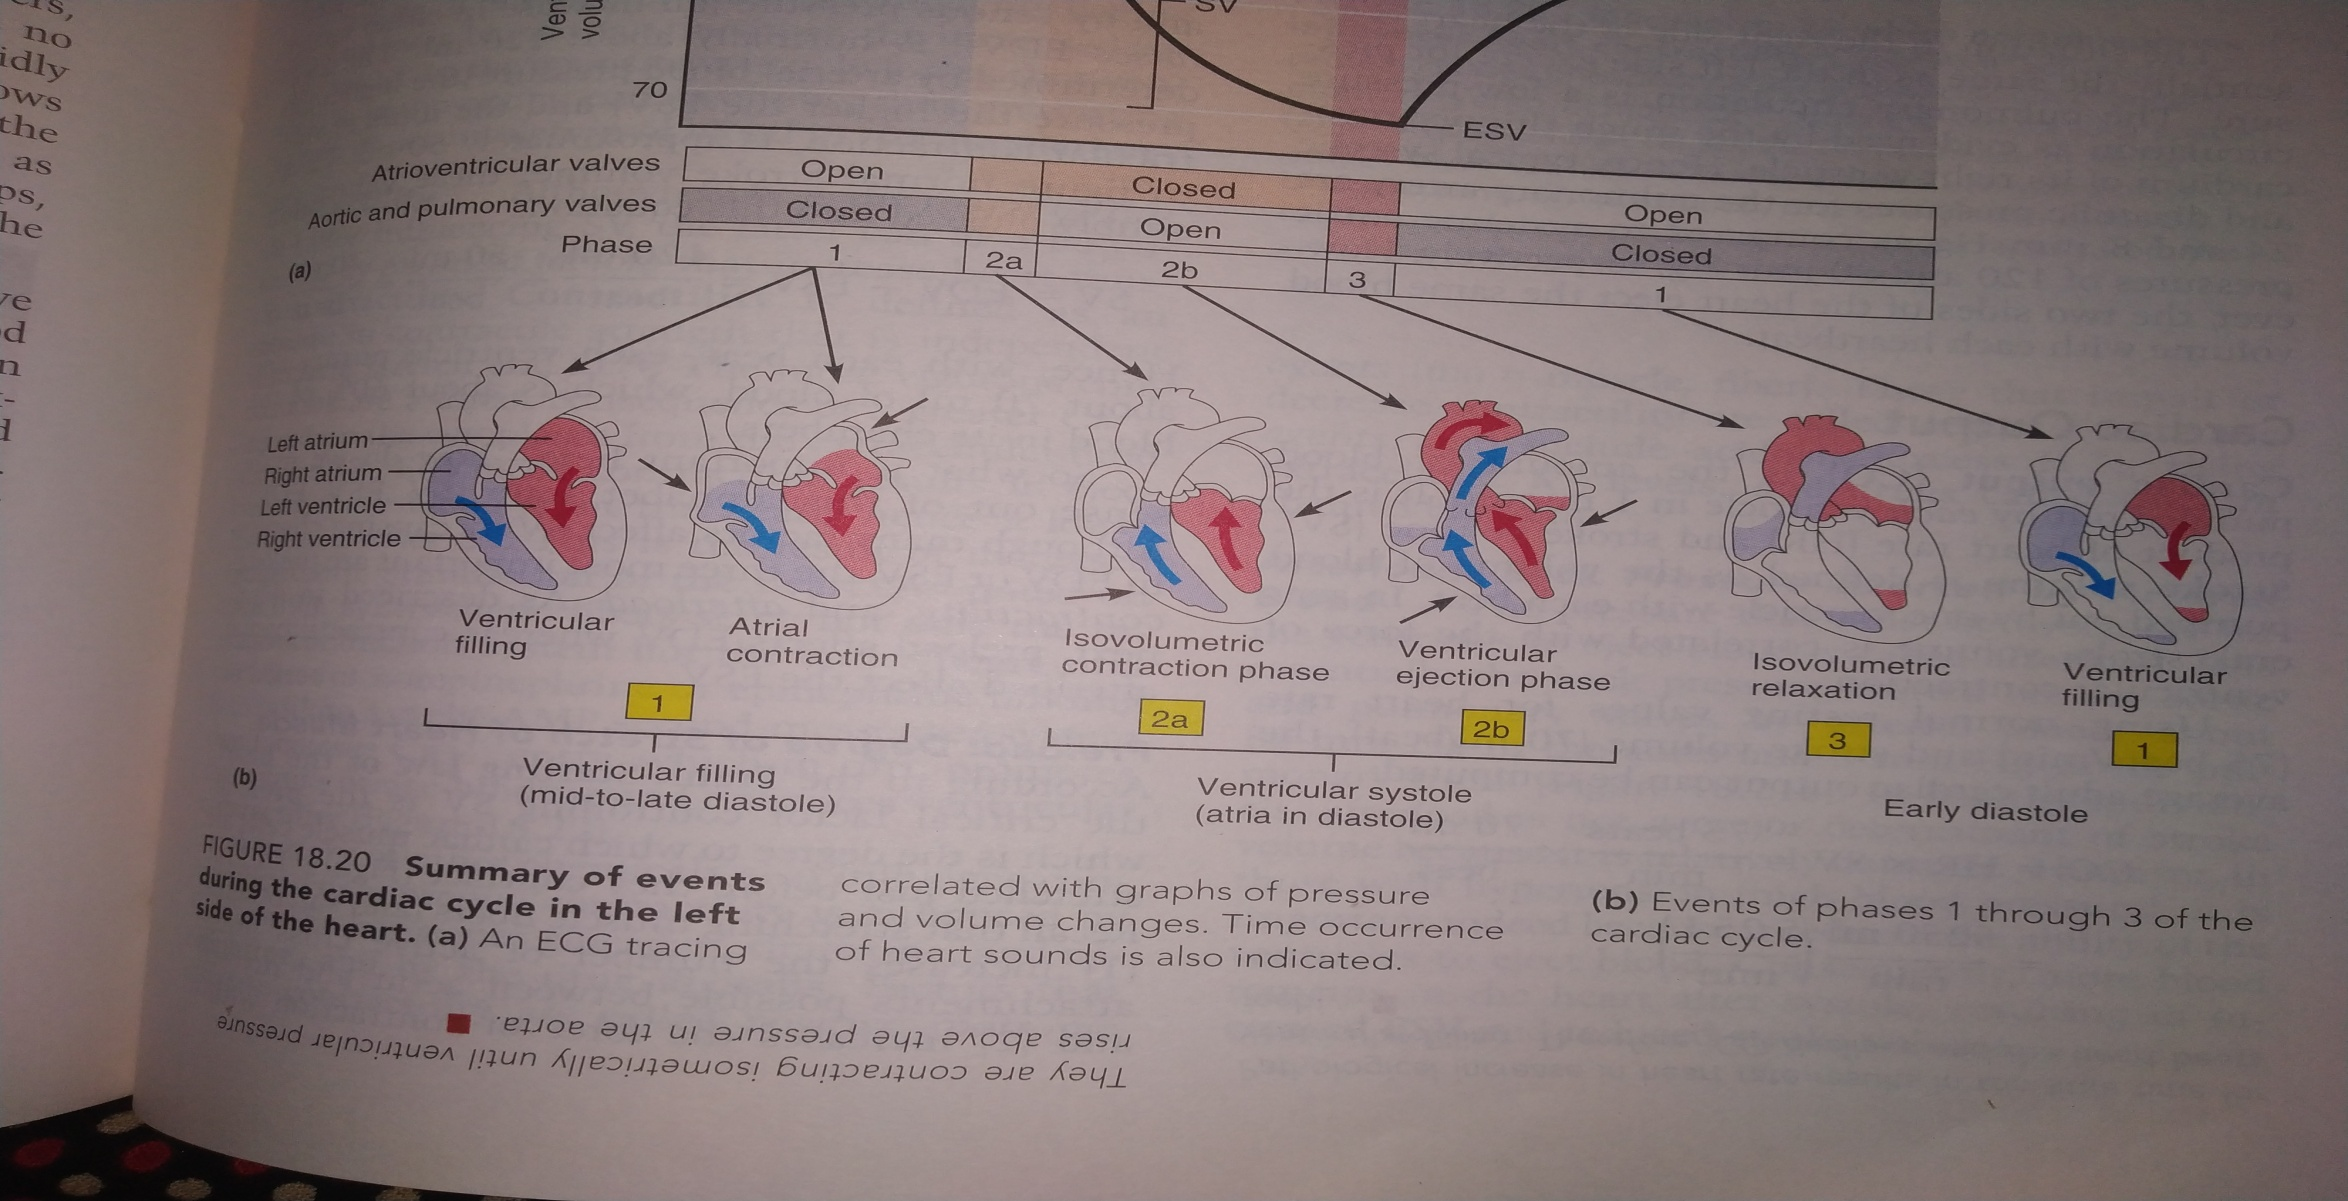 no
the
as
SV
70
ESV
Atrioventricular valves
Open
Closed
Open
Aortic and pulmonary valves
Closed
Open
Closed
Phase
1
2a
2b
3
1
(a)
Left atrium
Right atrium
Left ventricle
Right ventricle
Ventricular
filling
Atrial
contraction
Isovolumetric
contraction phase
Ventricular
ejection phase
Isovolumetric
relaxation
Ventricular
filling
1
2a
2b
3
1
(b)
Ventricular filling
(mid-to-late diastole)
Ventricular systole
(atria in diastole)
Early diastole
FIGURE 18.20 Summary of events
during the cardiac cycle in the left
side of the heart. (a) An ECG tracing
correlated with graphs of pressure
and volume changes. Time occurrence
of heart sounds is also indicated.
(b) Events of phases 1 through 3 of the
cardiac cycle.
They are contracting isometrically until ventricular pressure
rises above the pressure in the aorta.